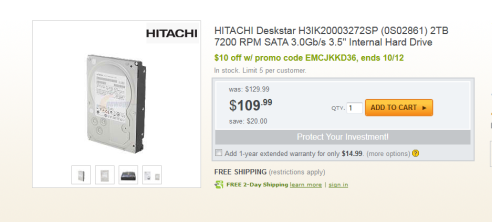 HITACHI
HITACHI Deskstar H3IK20003272SP (0S02861) 2TB
7200 RPM SATA 3.0Gb/s 3.5" Internal Hard Drive
$10 off w/ promo code EMCJKKD36, ends 10/12
In stock. Limit 5 per customer.
was: $129.99
$109.99
save: $20.00
QTY. 1 ADD TO CART
Protect Your Investment!
Add 1-year extended warranty for only $14.99. (more options) ?
FREE SHIPPING (restrictions apply)
FREE 2-Day Shipping learn more | sign in